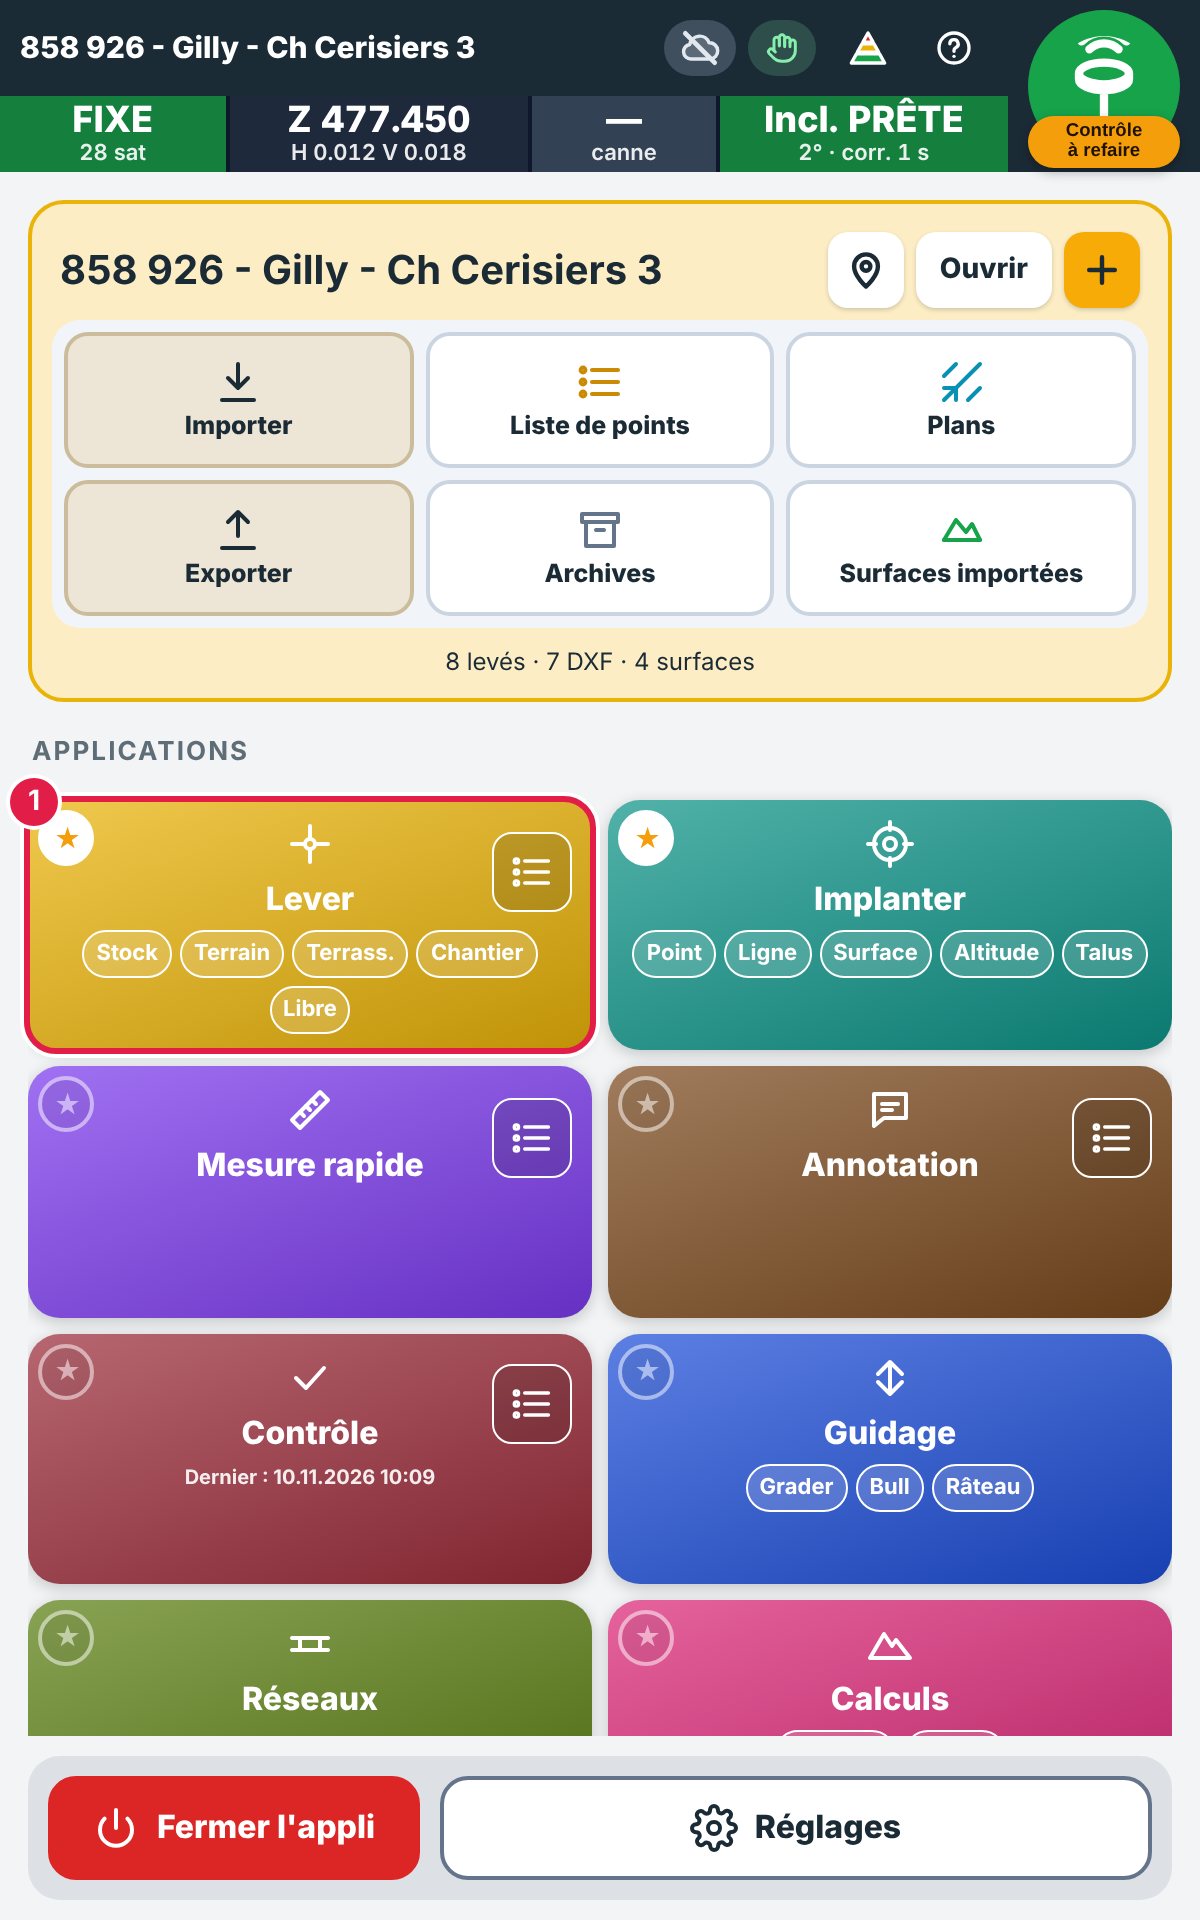 858 926 - Gilly - Ch Cerisiers 3
FIXE
28 sat
Z 477.450
H 0.012 V 0.018
—
canne
Incl. PRÊTE
2° · corr. 1 s
Contrôle
à refaire
858 926 - Gilly - Ch Cerisiers 3
Ouvrir
Importer
Liste de points
Plans
Exporter
Archives
Surfaces importées
8 levés · 7 DXF · 4 surfaces
APPLICATIONS
1
Lever
Stock Terrain Terrass. Chantier
Libre
Implanter
Point Ligne Surface Altitude Talus
Mesure rapide
Annotation
Contrôle
Dernier : 10.11.2026 10:09
Guidage
Grader Bull Râteau
Réseaux
Calculs
Fermer l'appli
Réglages